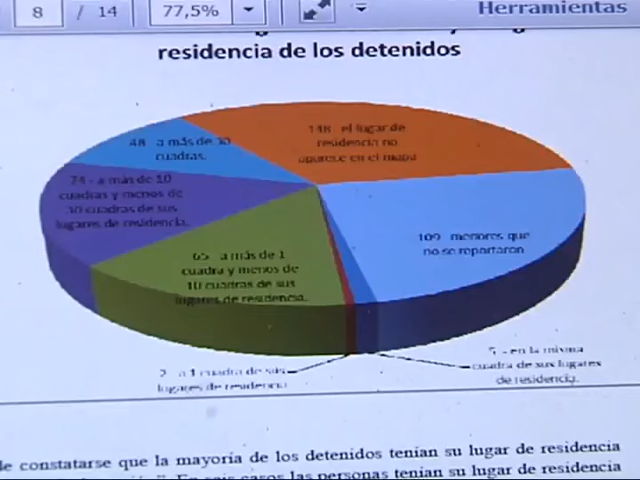 8 / 14 77,5% Herramientas
residencia de los detenidos
148 el lugar de
residencia no
aparece en el mapa
48 a más de 30
cuadras.
74 - a más de 10
cuadras y menos de
30 cuadras de sus
lugares de residencia.
109 menores que
no se reportaron
65 a más de 1
cuadra y menos de
10 cuadras de sus
lugares de residencia.
2 a 1 cuadra de sus
lugares de residencia
5 - en la misma
cuadra de sus lugares
de residencia.
de constatarse que la mayoría de los detenidos tenían su lugar de residencia
En seis casos las personas tenían su lugar de residencia